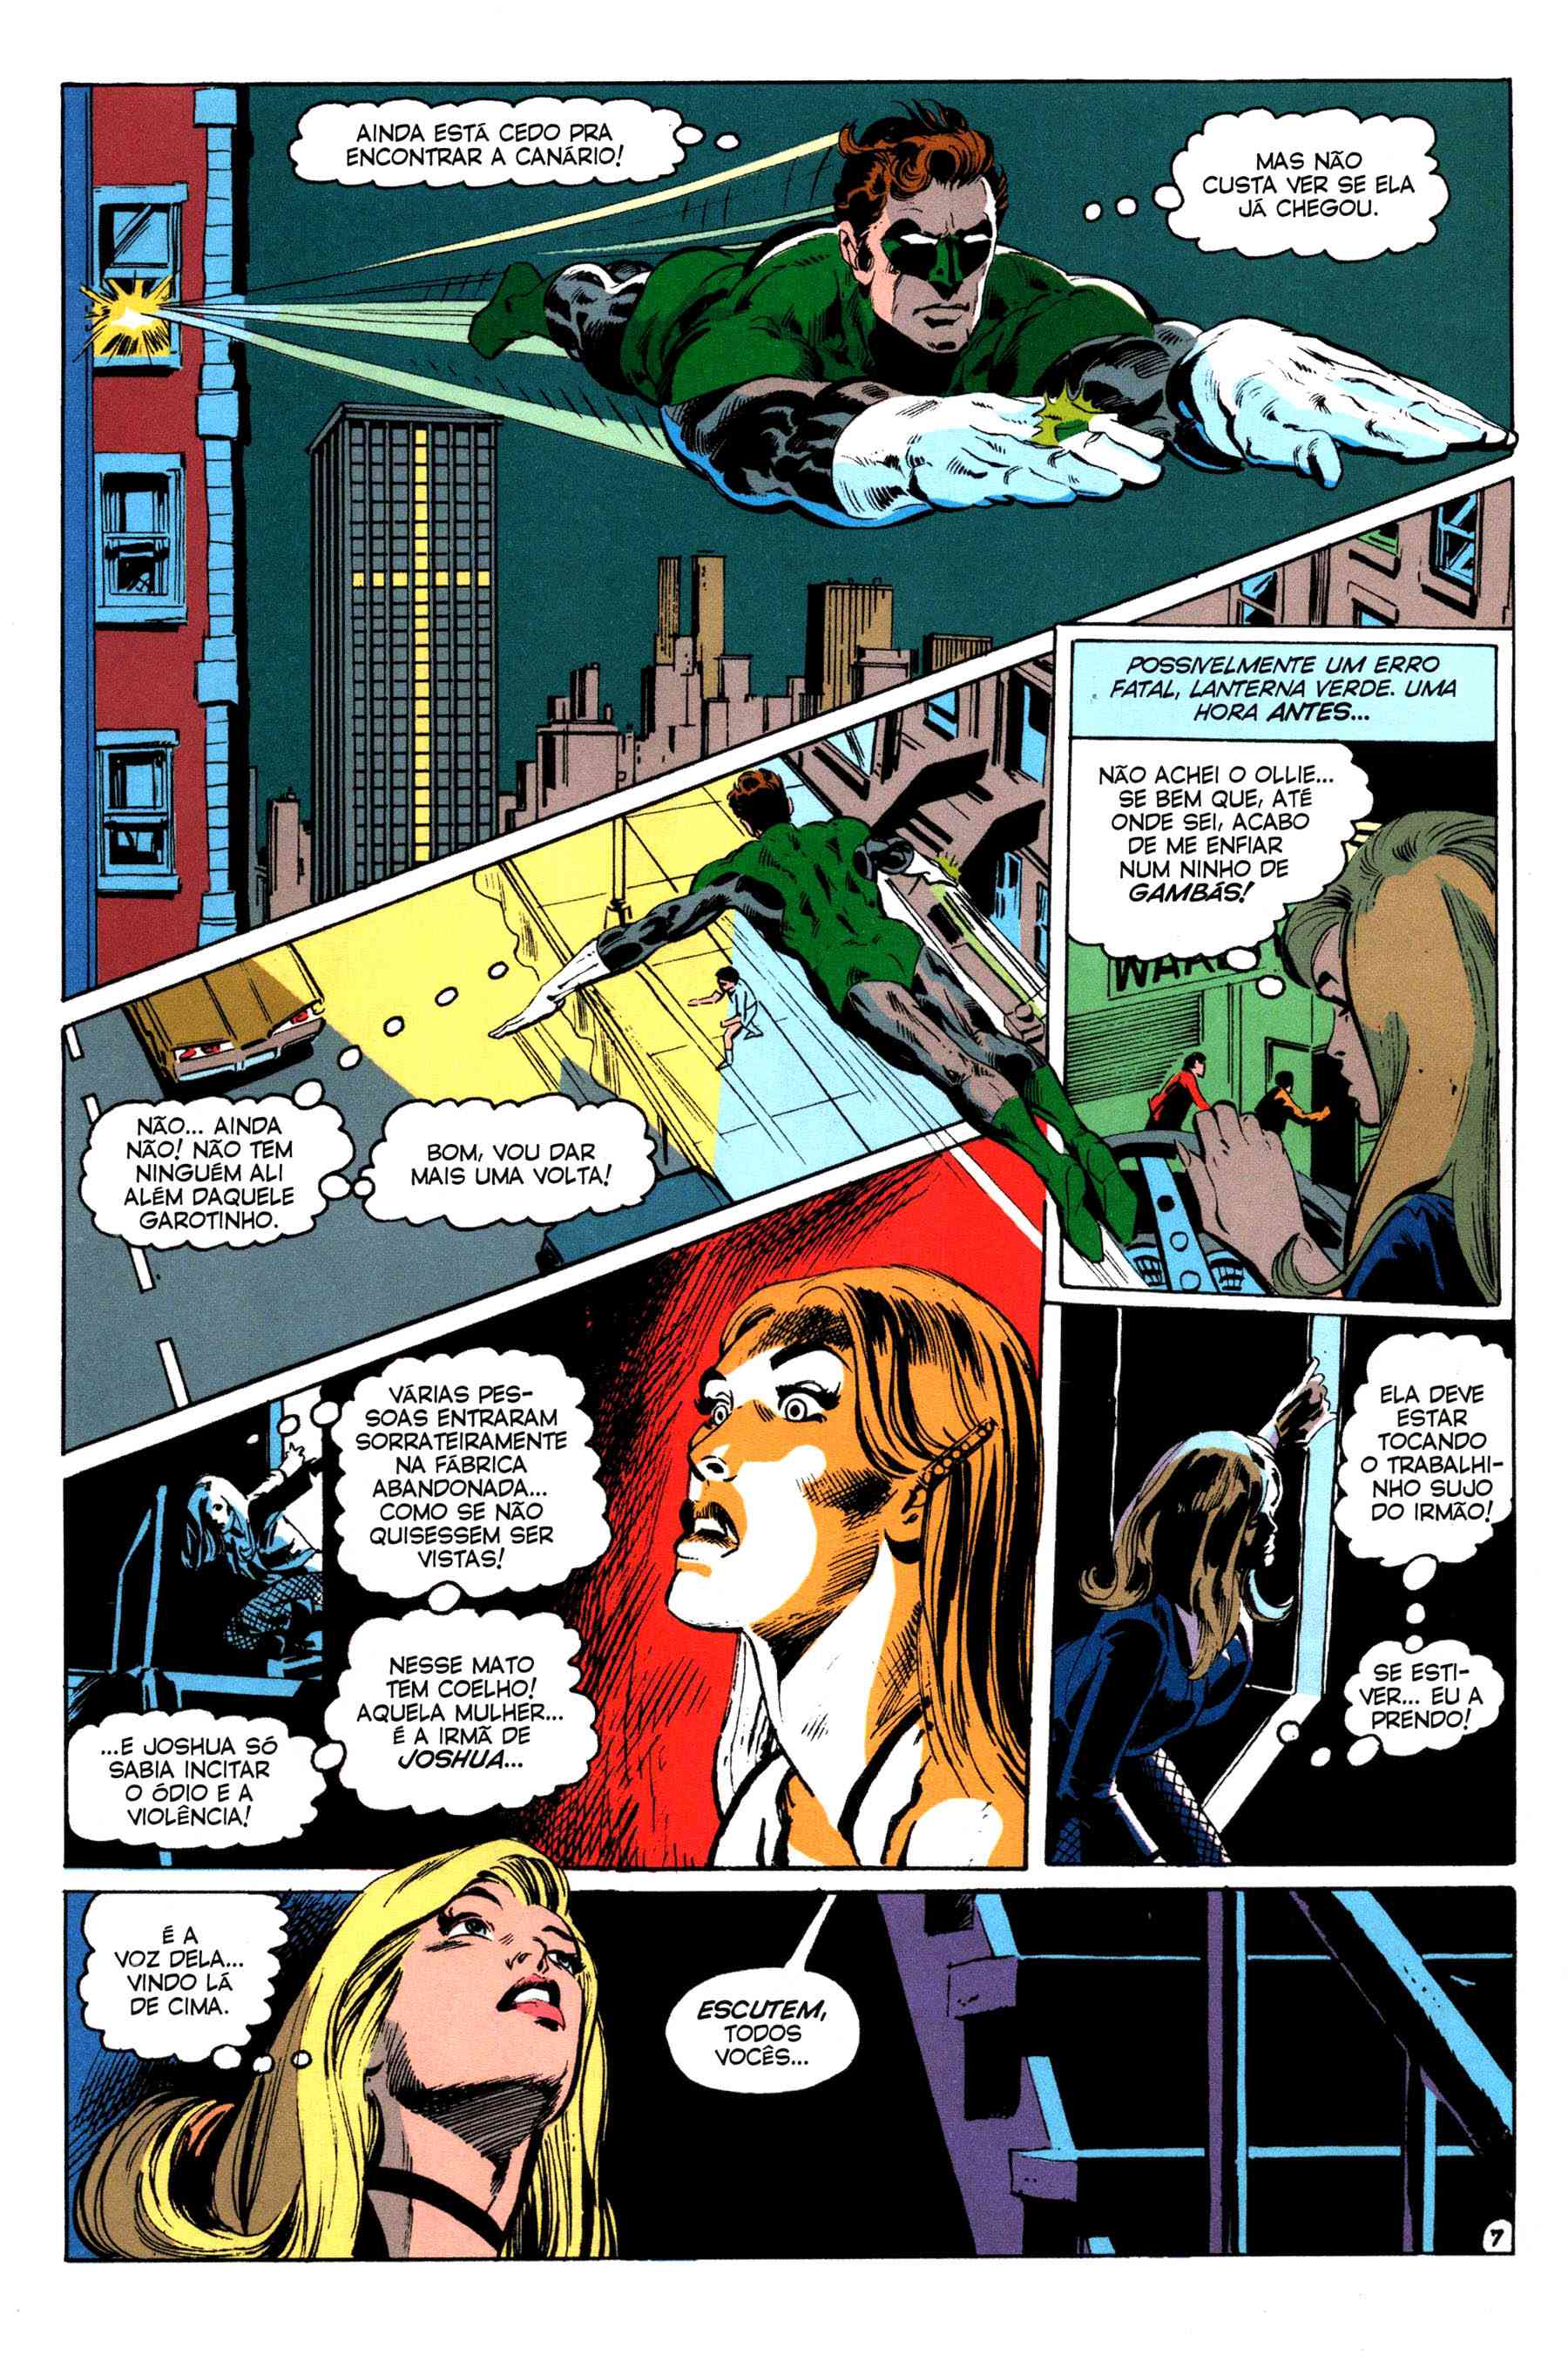 AINDA ESTÁ CEDO PRA
ENCONTRAR A CANÁRIO!
MAS NÃO
CUSTA VER SE ELA
JÁ CHEGOU.
NÃO... AINDA
NÃO! NÃO TEM
NINGUÉM ALI
ALÉM DAQUELE
GAROTINHO.
BOM, VOU DAR
MAIS UMA VOLTA!
POSSIVELMENTE UM ERRO
FATAL, LANTERNA VERDE. UMA
HORA ANTES...
NÃO ACHEI O OLLIE...
SE BEM QUE, ATÉ
ONDE SEI, ACABO
DE ME ENFIAR
NUM NINHO DE
GAMBÁS!
VÁRIAS PES-
SOAS ENTRARAM
SORRATEIRAMENTE
NA FÁBRICA
ABANDONADA...
COMO SE NÃO
QUISESSEM SER
VISTAS!
NESSE MATO
TEM COELHO!
AQUELA MULHER...
É A IRMÃ DE
JOSHUA...
...E JOSHUA SÓ
SABIA INCITAR
O ÓDIO E A
VIOLÊNCIA!
ELA DEVE
ESTAR
TOCANDO
O TRABALHI-
NHO SUJO
DO IRMÃO!
SE ESTI-
VER... EU A
PRENDO!
É A
VOZ DELA...
VINDO LÁ
DE CIMA.
ESCUTEM,
TODOS
VOCÊS...
7